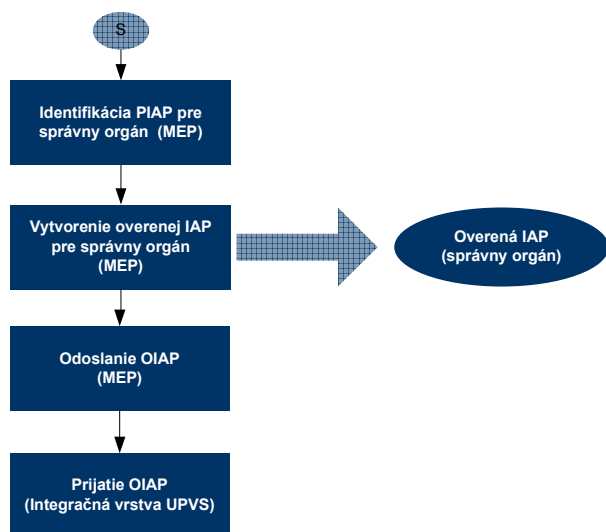 S
Identifikácia PIAP pre
správny orgán (MEP)
Vytvorenie overenej IAP
pre správny orgán
(MEP)
Overená IAP
(správny orgán)
Odoslanie OIAP
(MEP)
Prijatie OIAP
(Integračná vrstva UPVS)